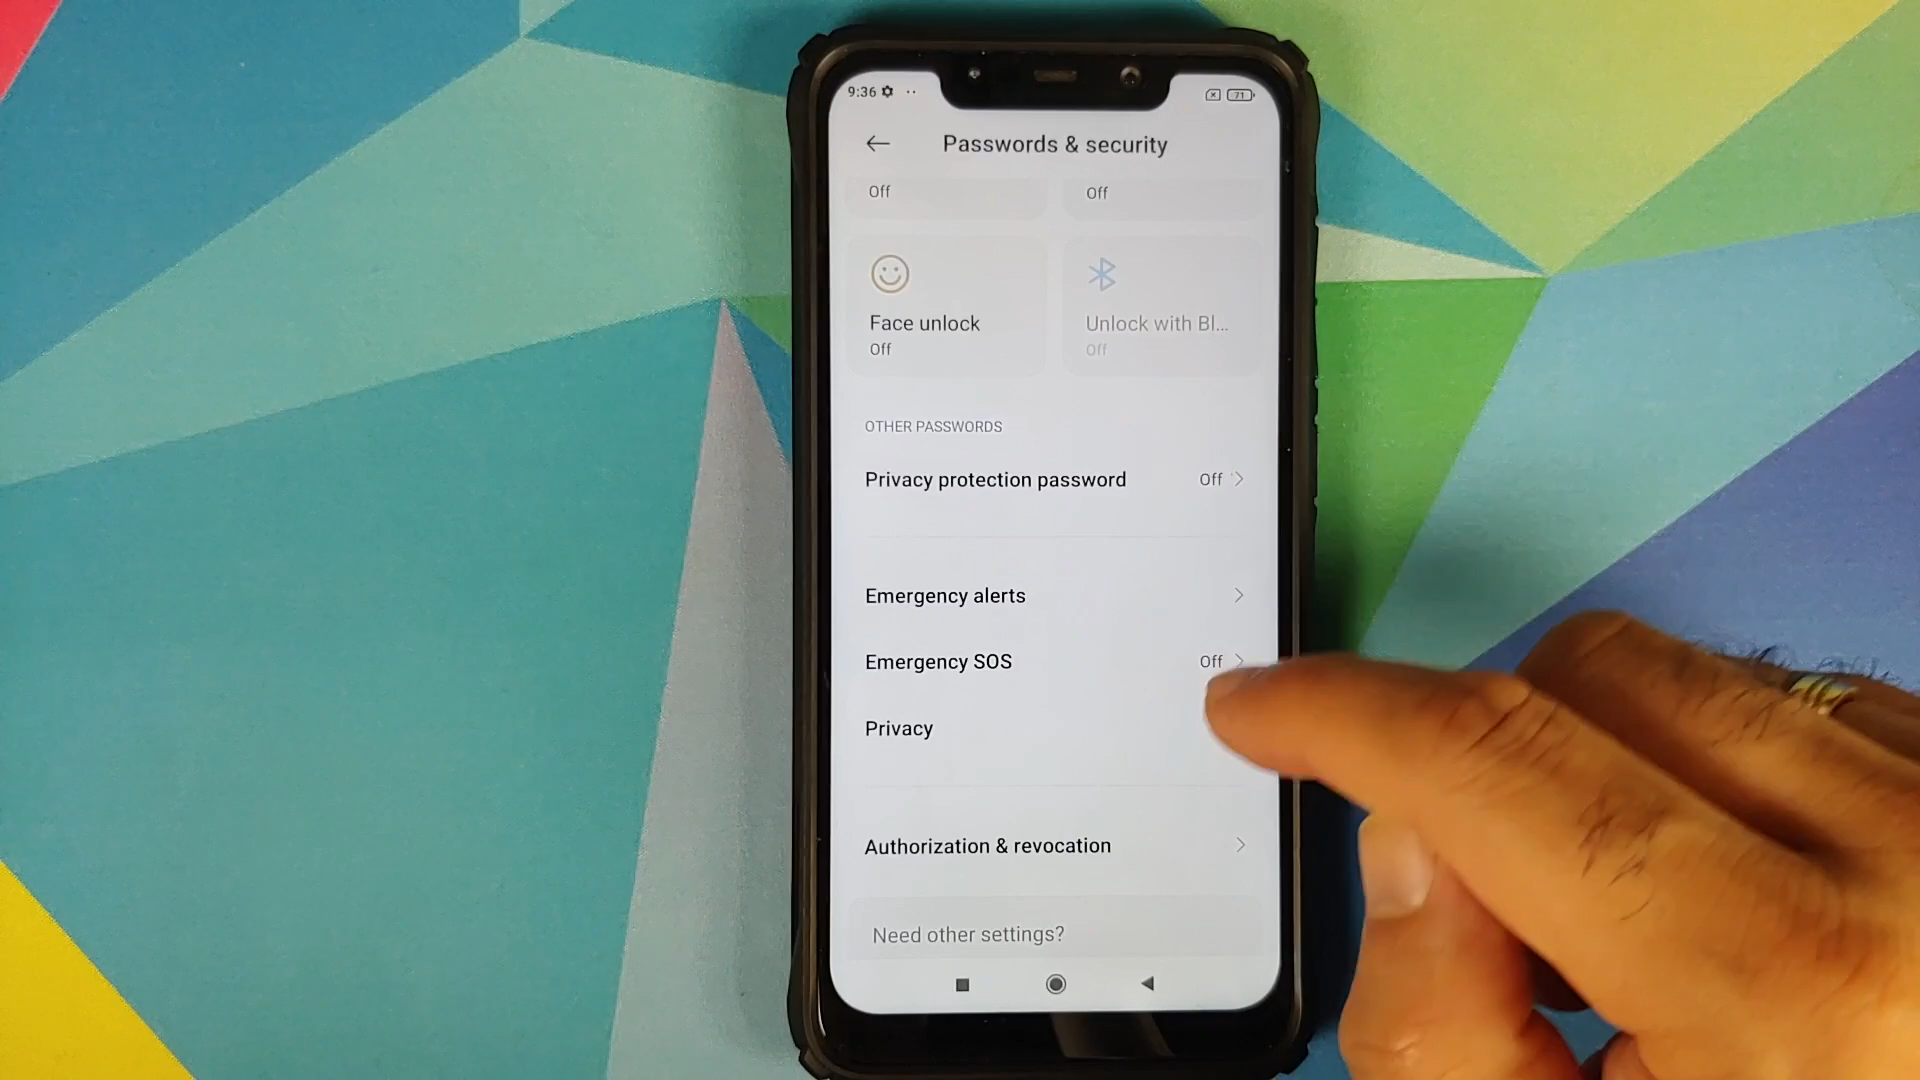 9:36
71
Passwords & security
Off
Off
Face unlock
Off
Unlock with Bl...
Off
OTHER PASSWORDS
Privacy protection password
Off
Emergency alerts
Emergency SOS
Off
Privacy
Authorization & revocation
Need other settings?